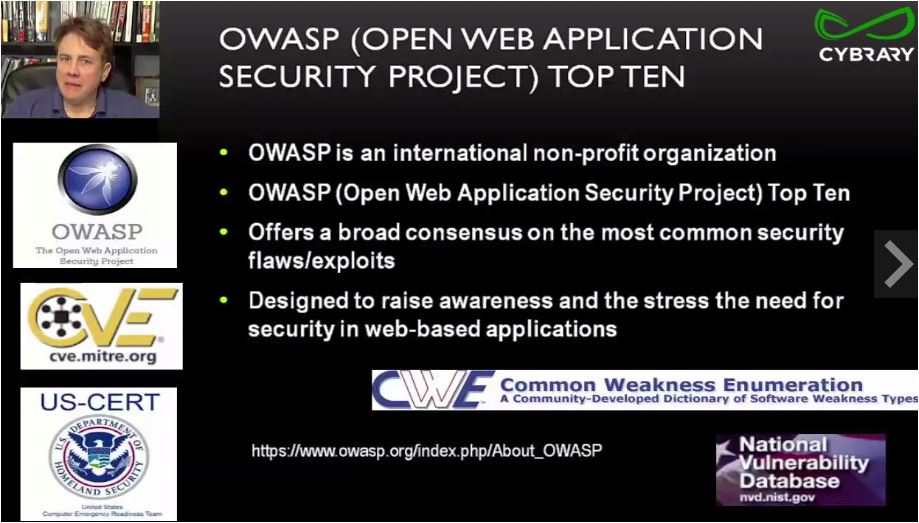 OWASP (OPEN WEB APPLICATION
SECURITY PROJECT) TOP TEN
CYBRARY
• OWASP is an international non-profit organization
• OWASP (Open Web Application Security Project) Top Ten
• Offers a broad consensus on the most common security
flaws/exploits
• Designed to raise awareness and the stress the need for
security in web-based applications
OWASP
The Open Web Application
Security Project
CVE®
cve.mitre.org
US-CERT
U.S. DEPARTMENT OF
HOMELAND SECURITY
United States
Computer Emergency Readiness Team
CWE
Common Weakness Enumeration
A Community-Developed Dictionary of Software Weakness Types
https://www.owasp.org/index.php/About_OWASP
National
Vulnerability
Database
nvd.nist.gov